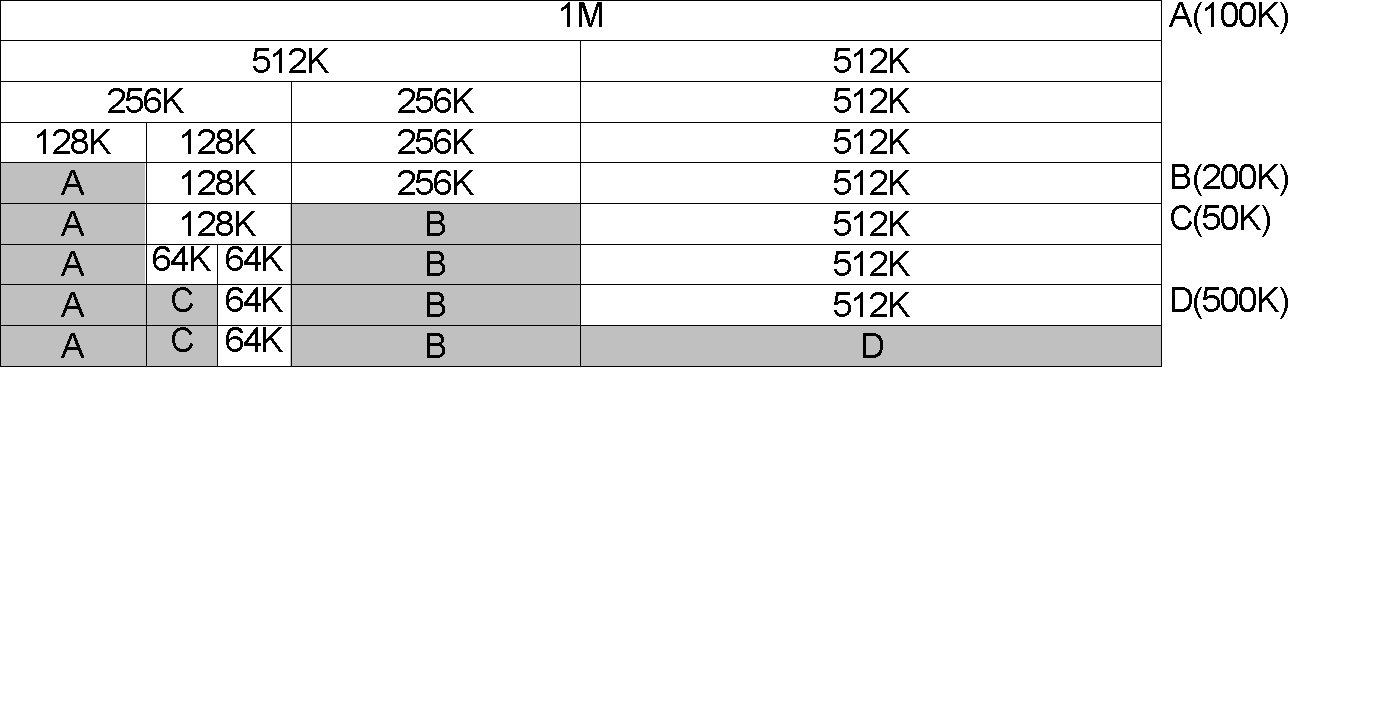 1M A(100K)
512K 512K
256K 256K 512K
128K 128K 256K 512K
A 128K 256K 512K B(200K)
A 128K B 512K C(50K)
A 64K 64K B 512K
A C 64K B 512K D(500K)
A C 64K B D